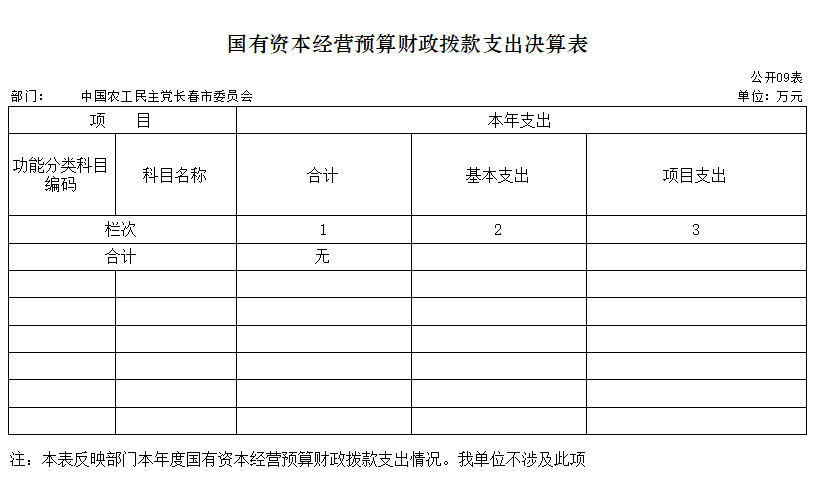 国有资本经营预算财政拨款支出决算表
公开09表
部门： 中国农工民主党长春市委员会 单位：万元
项 目 本年支出
功能分类科目
编码 科目名称 合计 基本支出 项目支出
栏次 1 2 3
合计 无
注：本表反映部门本年度国有资本经营预算财政拨款支出情况。我单位不涉及此项